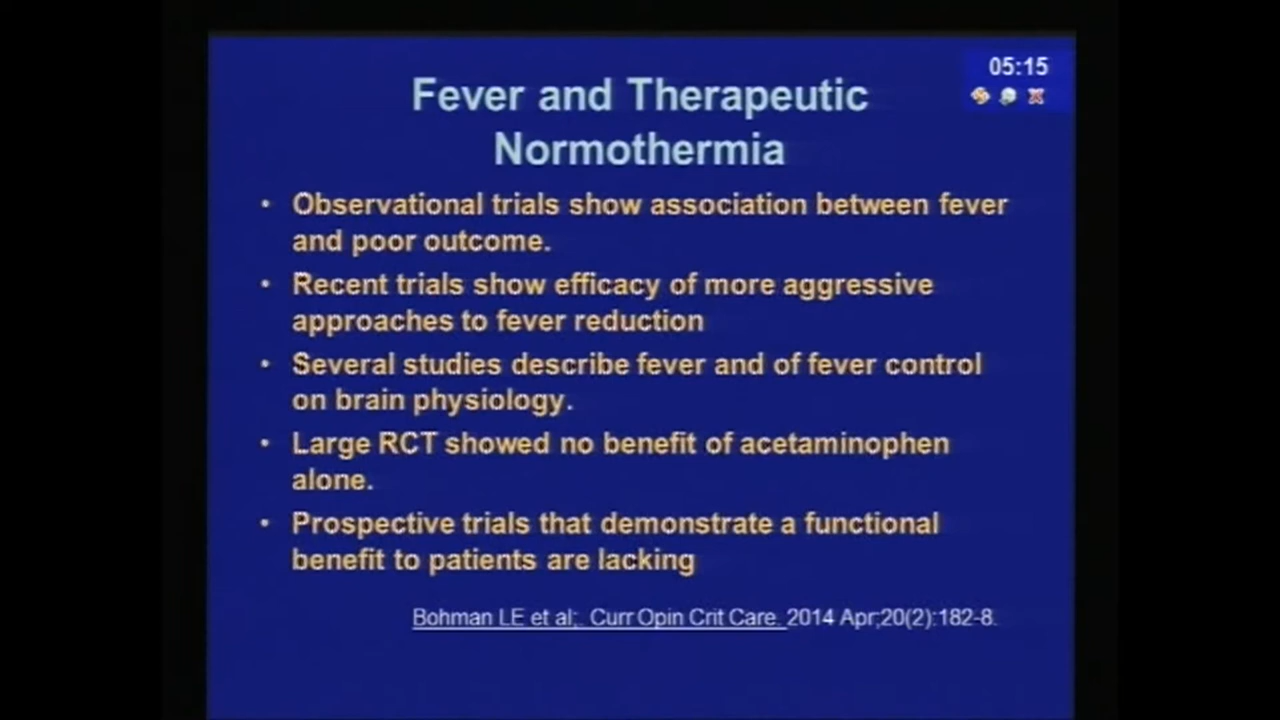 05:15
Fever and Therapeutic
Normothermia
• Observational trials show association between fever
and poor outcome.
• Recent trials show efficacy of more aggressive
approaches to fever reduction
• Several studies describe fever and of fever control
on brain physiology.
• Large RCT showed no benefit of acetaminophen
alone.
• Prospective trials that demonstrate a functional
benefit to patients are lacking
Bohman LE et al;. Curr Opin Crit Care. 2014 Apr;20(2):182-8.